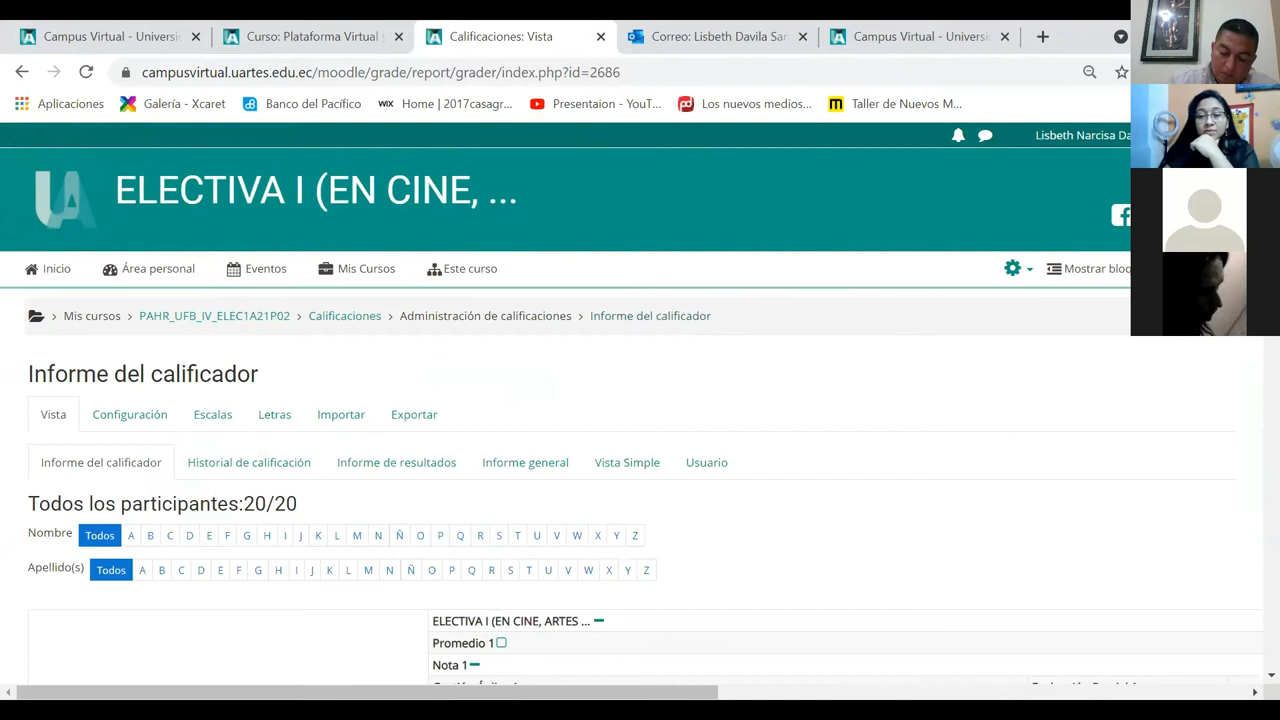 Campus Virtual - Universi
Curso: Plataforma Virtual y
Calificaciones: Vista
Correo: Lisbeth Davila San
Campus Virtual - Universi
campusvirtual.uartes.edu.ec/moodle/grade/report/grader/index.php?id=2686
Aplicaciones
Galería - Xcaret
Banco del Pacífico
WIX Home | 2017casagr...
Presentaion - YouT...
Los nuevos medios...
Taller de Nuevos M...
Lisbeth Narcisa Da
UA ELECTIVA I (EN CINE, ...
Inicio
Área personal
Eventos
Mis Cursos
Este curso
Mostrar bloq
Mis cursos > PAHR_UFB_IV_ELEC1A21P02 > Calificaciones > Administración de calificaciones > Informe del calificador
Informe del calificador
Vista Configuración Escalas Letras Importar Exportar
Informe del calificador Historial de calificación Informe de resultados Informe general Vista Simple Usuario
Todos los participantes:20/20
Nombre Todos A B C D E F G H I J K L M N Ñ O P Q R S T U V W X Y Z
Apellido(s) Todos A B C D E F G H I J K L M N Ñ O P Q R S T U V W X Y Z
ELECTIVA I (EN CINE, ARTES ...
Promedio 1
Nota 1